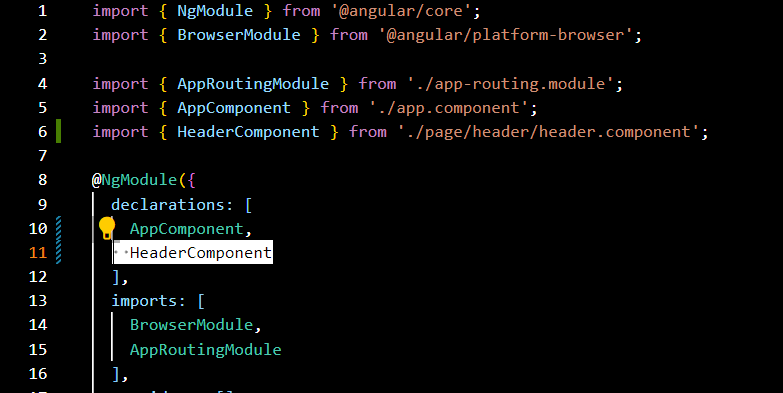 1 import { NgModule } from '@angular/core';
2 import { BrowserModule } from '@angular/platform-browser';
3
4 import { AppRoutingModule } from './app-routing.module';
5 import { AppComponent } from './app.component';
6 import { HeaderComponent } from './page/header/header.component';
7
8 @NgModule({
9 declarations: [
10 AppComponent,
11 HeaderComponent
12 ],
13 imports: [
14 BrowserModule,
15 AppRoutingModule
16 ],